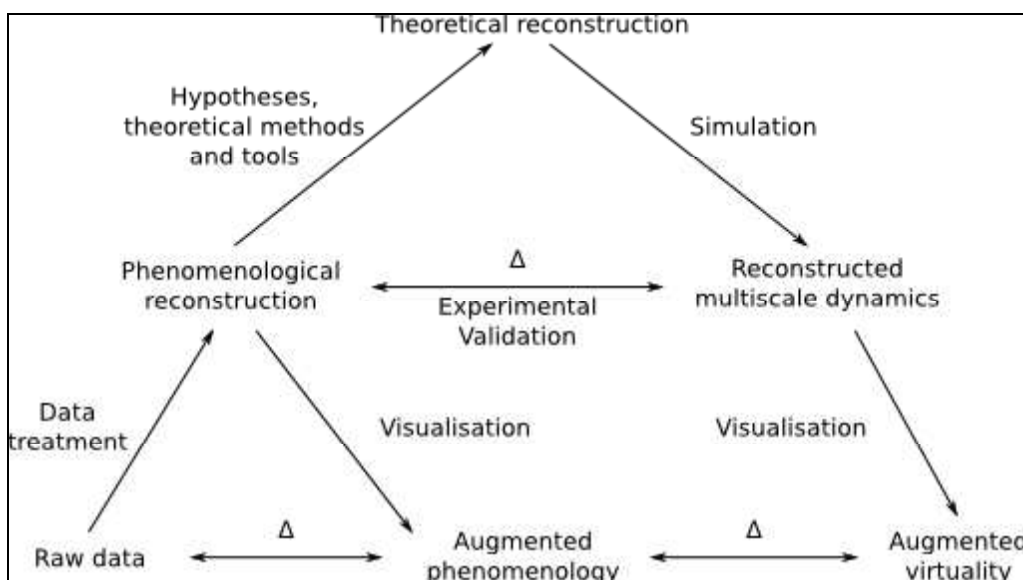 Theoretical reconstruction
Hypotheses,
theoretical methods
and tools
Simulation
Phenomenological
reconstruction
Δ
Experimental
Validation
Reconstructed
multiscale dynamics
Data
treatment
Visualisation
Visualisation
Raw data
Δ
Augmented
phenomenology
Δ
Augmented
virtuality